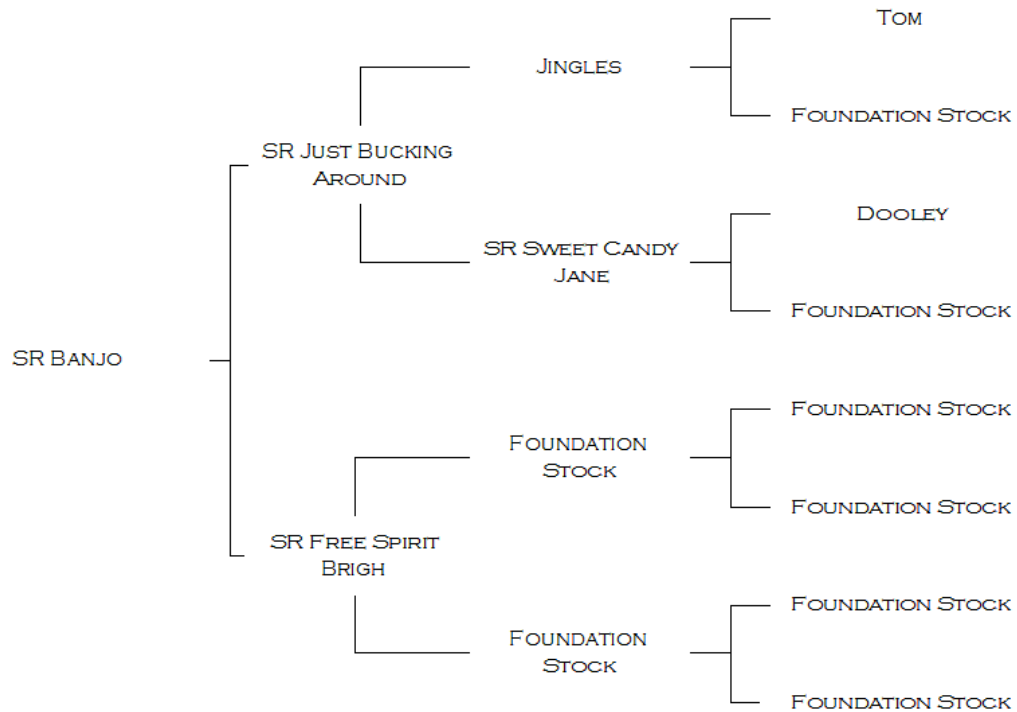 Tom
Jingles
Foundation Stock
SR Just Bucking
Around
Dooley
SR Sweet Candy
Jane
Foundation Stock
SR Banjo
Foundation Stock
Foundation
Stock
Foundation Stock
SR Free Spirit
Brigh
Foundation Stock
Foundation
Stock
Foundation Stock